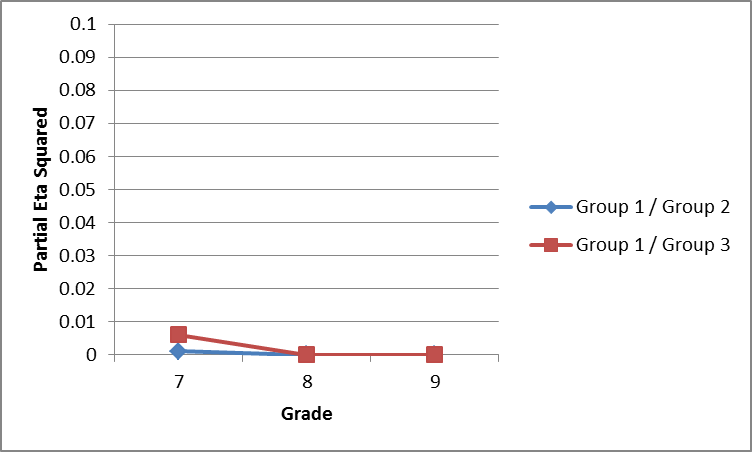 0.1
0.09
0.08
0.07
0.06
0.05
0.04
0.03
0.02
0.01
0
Partial Eta Squared
7 8 9
Grade
Group 1 / Group 2
Group 1 / Group 3